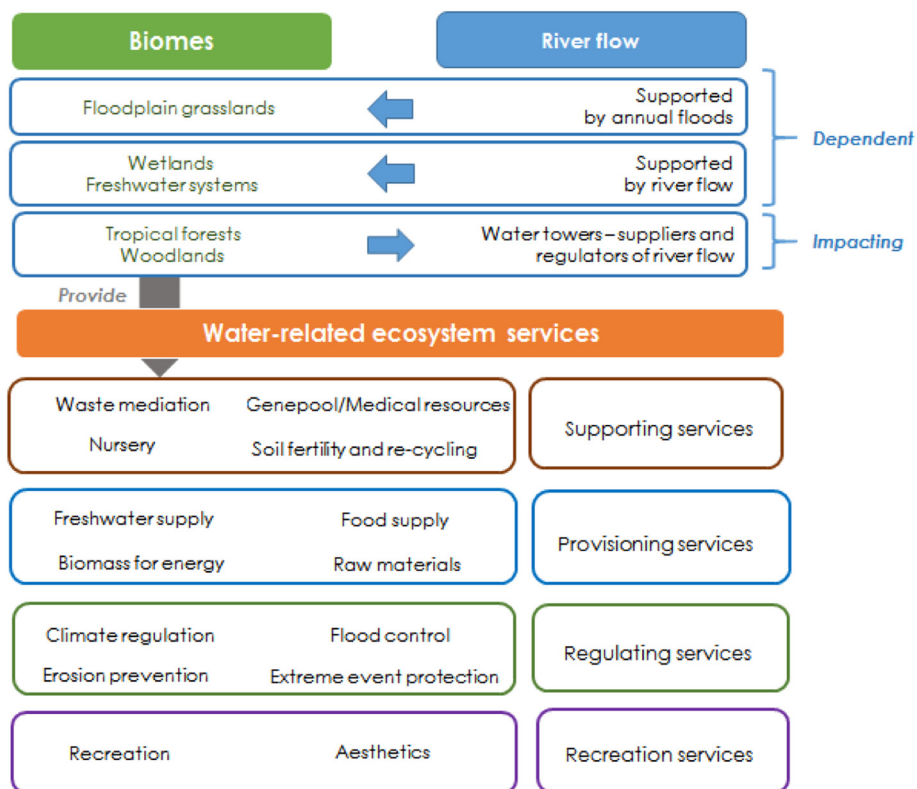 Biomes
River flow
Floodplain grasslands
Supported
by annual floods
Dependent
Wetlands
Freshwater systems
Supported
by river flow
Tropical forests
Woodlands
Water towers – suppliers and
regulators of river flow
Impacting
Provide
Water-related ecosystem services
Waste mediation
Genepool/Medical resources
Nursery
Soil fertility and re-cycling
Supporting services
Freshwater supply
Food supply
Biomass for energy
Raw materials
Provisioning services
Climate regulation
Flood control
Erosion prevention
Extreme event protection
Regulating services
Recreation
Aesthetics
Recreation services